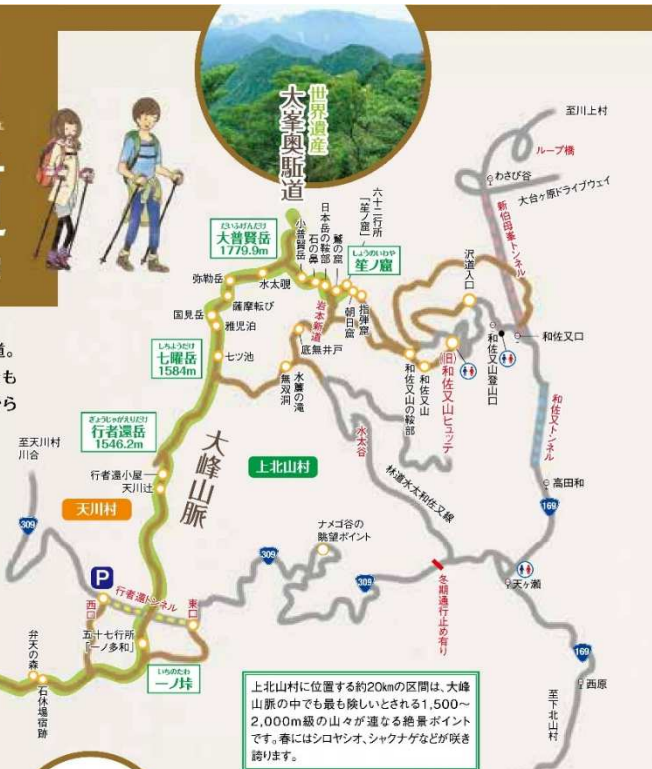 世界遺産
大峯奥駈道
道。
も
ら
至川上村
ループ橋
わさび谷
大台ヶ原ドライブウェイ
新伯母峯トンネル
六十二行所
「笙ノ窟」
鷲の窟
日本岳の鞍部
石の鼻
小普賢岳
だいふげんだけ
大普賢岳
1779.9m
しょうのいわや
笙ノ窟
沢道入口
弥勒岳
水太覗
薩摩転び
国見岳
稚児泊
岩本新道
朝日窟
指弾窟
底無井戸
和佐又口
和佐又山登山口
(旧)和佐又山ヒュッテ
和佐又山
和佐又山の鞍部
しちようだけ
七曜岳
1584m
七ツ池
無双洞
水簾の滝
和佐又トンネル
ぎょうじゃがえりだけ
行者還岳
1546.2m
大峰山脈
上北山村
水太谷
林道水太和佐又線
高田和
169
至天川村
川合
行者還小屋
天川辻
天川村
309
ナメゴ谷の
眺望ポイント
309
309
冬期通行止め有り
天ヶ瀬
P
行者還トンネル
西口
東口
五十七行所
「一ノ多和」
いちのたわ
一ノ垰
弁天の森
石休場宿跡
169
西原
至下北山村
上北山村に位置する約20kmの区間は、大峰
山脈の中でも最も険しいとされる1,500〜
2,000m級の山々が連なる絶景ポイント
です。春にはシロヤシオ、シャクナゲなどが咲き
誇ります。